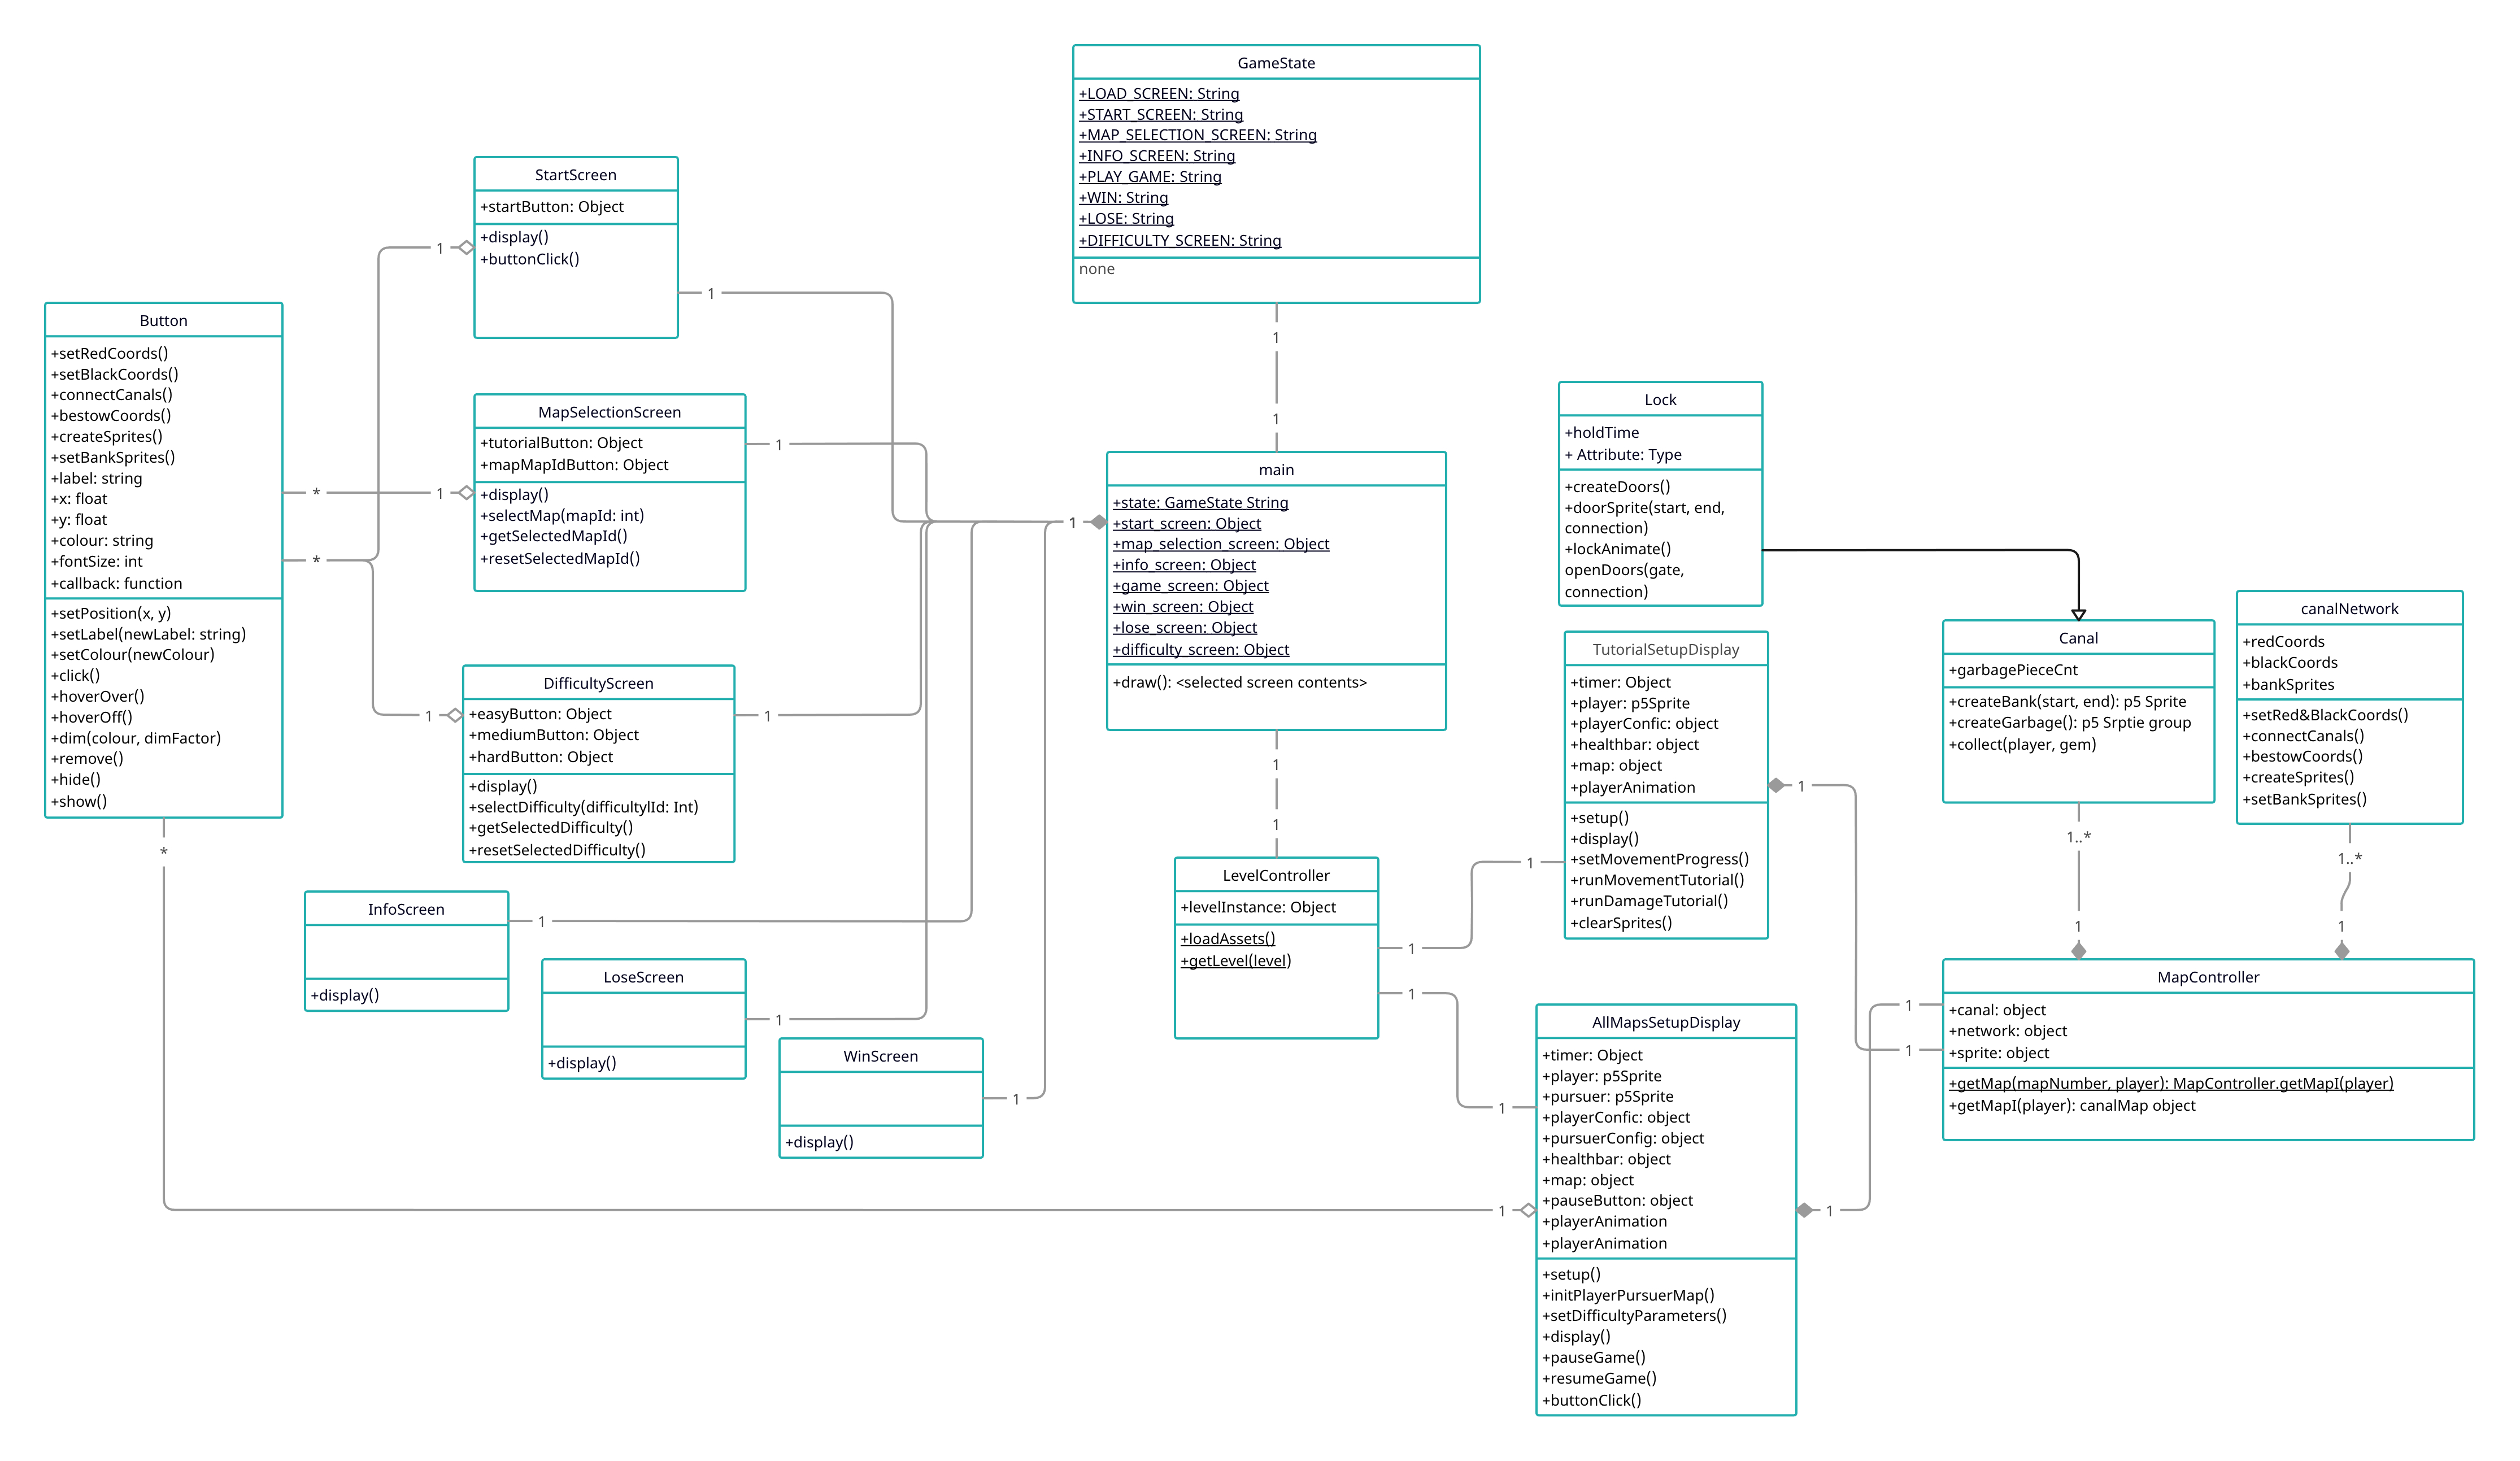 GameState
+LOAD_SCREEN: String
+START_SCREEN: String
+MAP_SELECTION_SCREEN: String
+INFO_SCREEN: String
+PLAY_GAME: String
+WIN: String
+LOSE: String
+DIFFICULTY_SCREEN: String
none
1
1
StartScreen
+startButton: Object
+display()
+buttonClick()
1
1
Button
+setRedCoords()
+setBlackCoords()
+connectCanals()
+bestowCoords()
+createSprites()
+setBankSprites()
+label: string
+x: float
+y: float
+colour: string
+fontSize: int
+callback: function
+setPosition(x, y)
+setLabel(newLabel: string)
+setColour(newColour)
+click()
+hoverOver()
+hoverOff()
+dim(colour, dimFactor)
+remove()
+hide()
+show()
*
*
*
MapSelectionScreen
+tutorialButton: Object
+mapMapIdButton: Object
+display()
+selectMap(mapId: int)
+getSelectedMapId()
+resetSelectedMapId()
1
1
DifficultyScreen
+easyButton: Object
+mediumButton: Object
+hardButton: Object
+display()
+selectDifficulty(difficultylId: Int)
+getSelectedDifficulty()
+resetSelectedDifficulty()
1
1
InfoScreen
+display()
1
LoseScreen
+display()
1
WinScreen
+display()
1
main
+state: GameState String
+start_screen: Object
+map_selection_screen: Object
+info_screen: Object
+game_screen: Object
+win_screen: Object
+lose_screen: Object
+difficulty_screen: Object
+draw(): <selected screen contents>
1
1
1
LevelController
+levelInstance: Object
+loadAssets()
+getLevel(level)
1
1
Lock
+holdTime
+ Attribute: Type
+createDoors()
+doorSprite(start, end,
connection)
+lockAnimate()
openDoors(gate,
connection)
TutorialSetupDisplay
+timer: Object
+player: p5Sprite
+playerConfic: object
+healthbar: object
+map: object
+playerAnimation
+setup()
+display()
+setMovementProgress()
+runMovementTutorial()
+runDamageTutorial()
+clearSprites()
1
1
AllMapsSetupDisplay
+timer: Object
+player: p5Sprite
+pursuer: p5Sprite
+playerConfic: object
+pursuerConfig: object
+healthbar: object
+map: object
+pauseButton: object
+playerAnimation
+playerAnimation
+setup()
+initPlayerPursuerMap()
+setDifficultyParameters()
+display()
+pauseGame()
+resumeGame()
+buttonClick()
1
1
1
Canal
+garbagePieceCnt
+createBank(start, end): p5 Sprite
+createGarbage(): p5 Srptie group
+collect(player, gem)
1..*
1
canalNetwork
+redCoords
+blackCoords
+bankSprites
+setRed&BlackCoords()
+connectCanals()
+bestowCoords()
+createSprites()
+setBankSprites()
1..*
1
MapController
+canal: object
+network: object
+sprite: object
+getMap(mapNumber, player): MapController.getMapI(player)
+getMapI(player): canalMap object
1
1